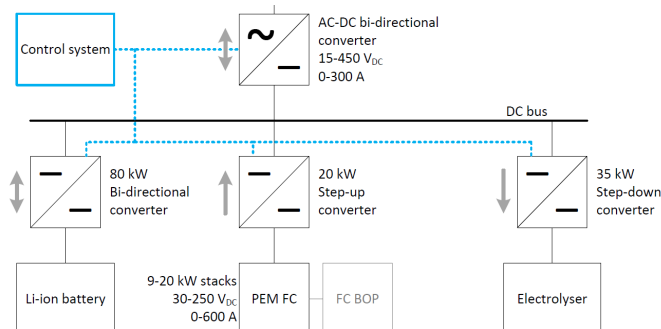 Control system
AC-DC bi-directional
converter
15-450 VDC
0-300 A
DC bus
80 kW
Bi-directional
converter
20 kW
Step-up
converter
35 kW
Step-down
converter
Li-ion battery
9-20 kW stacks
30-250 VDC
0-600 A
PEM FC
FC BOP
Electrolyser